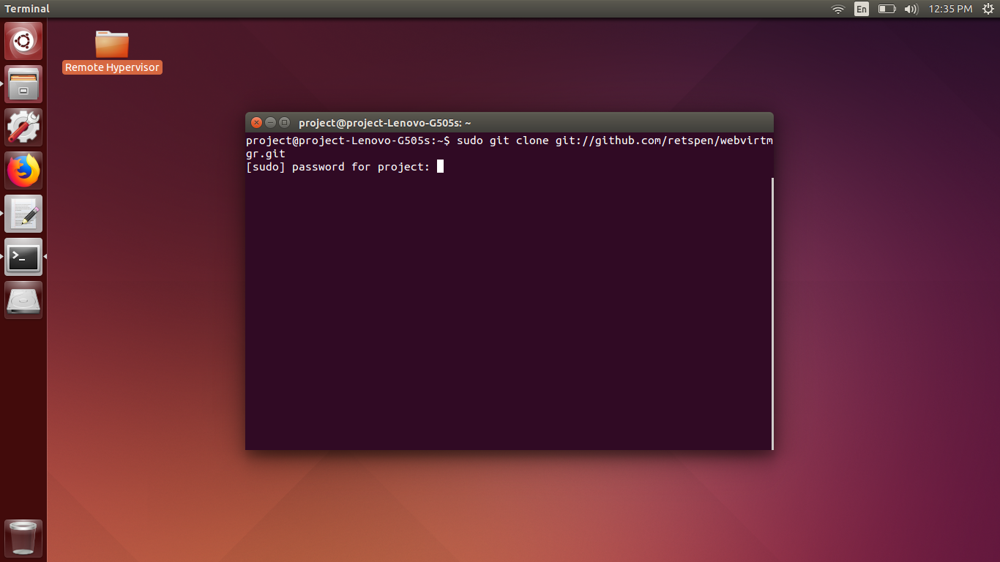 Terminal
En
12:35 PM
Remote Hypervisor
project@project-Lenovo-G505s: ~
project@project-Lenovo-G505s:~$ sudo git clone git://github.com/retspen/webvirtm
gr.git
[sudo] password for project: